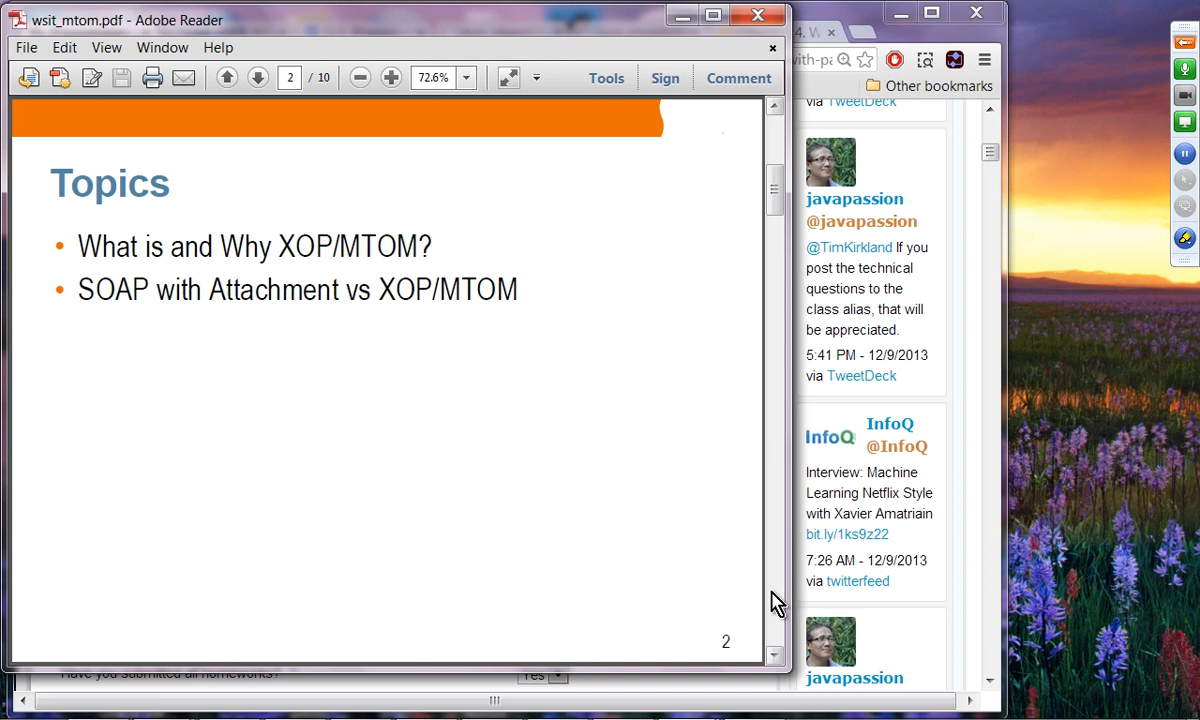 wsit_mtom.pdf - Adobe Reader
File Edit View Window Help
2 / 10
72.6%
Tools Sign Comment
Topics
• What is and Why XOP/MTOM?
• SOAP with Attachment vs XOP/MTOM
2
4. W
with-pa
Other bookmarks
via TweetDeck
javapassion
@javapassion
@TimKirkland If you
post the technical
questions to the
class alias, that will
be appreciated.
5:41 PM - 12/9/2013
via TweetDeck
InfoQ
InfoQ
@InfoQ
Interview: Machine
Learning Netflix Style
with Xavier Amatriain
bit.ly/1ks9z22
7:26 AM - 12/9/2013
via twitterfeed
javapassion
Have you submitted all homeworks?
Yes